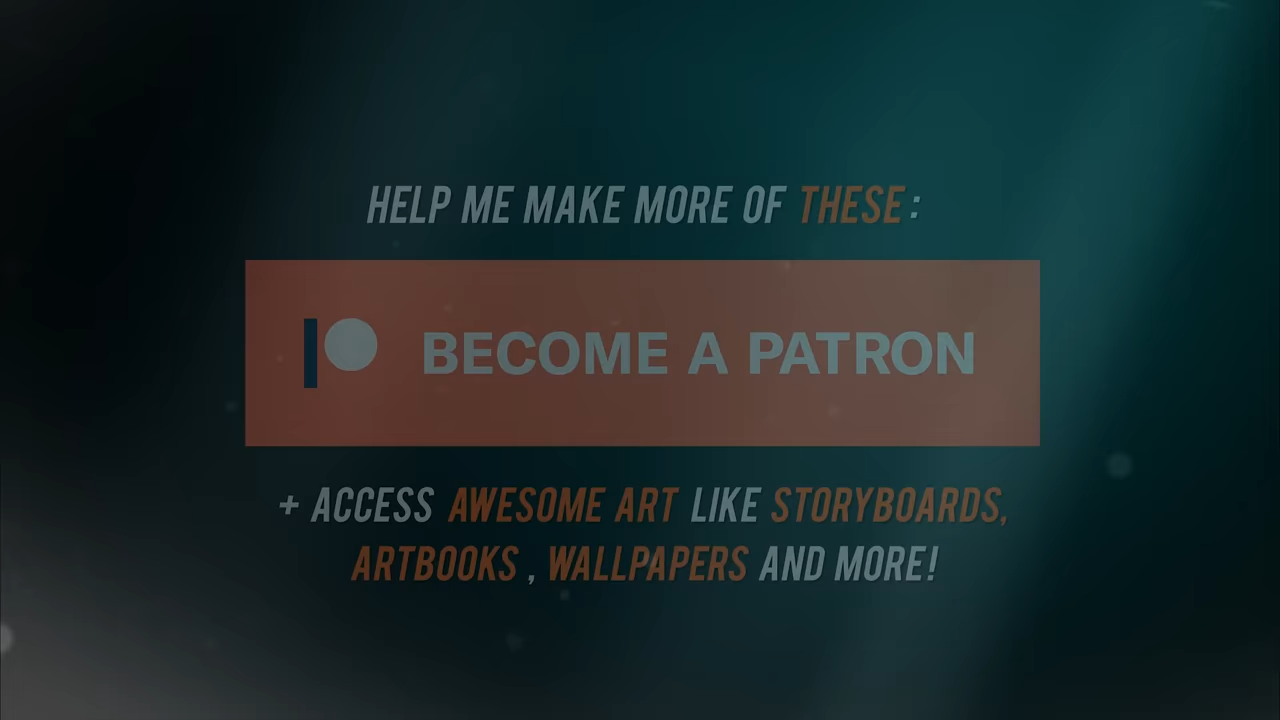 HELP ME MAKE MORE OF THESE:
BECOME A PATRON
+ ACCESS AWESOME ART LIKE STORYBOARDS,
ARTBOOKS , WALLPAPERS AND MORE!